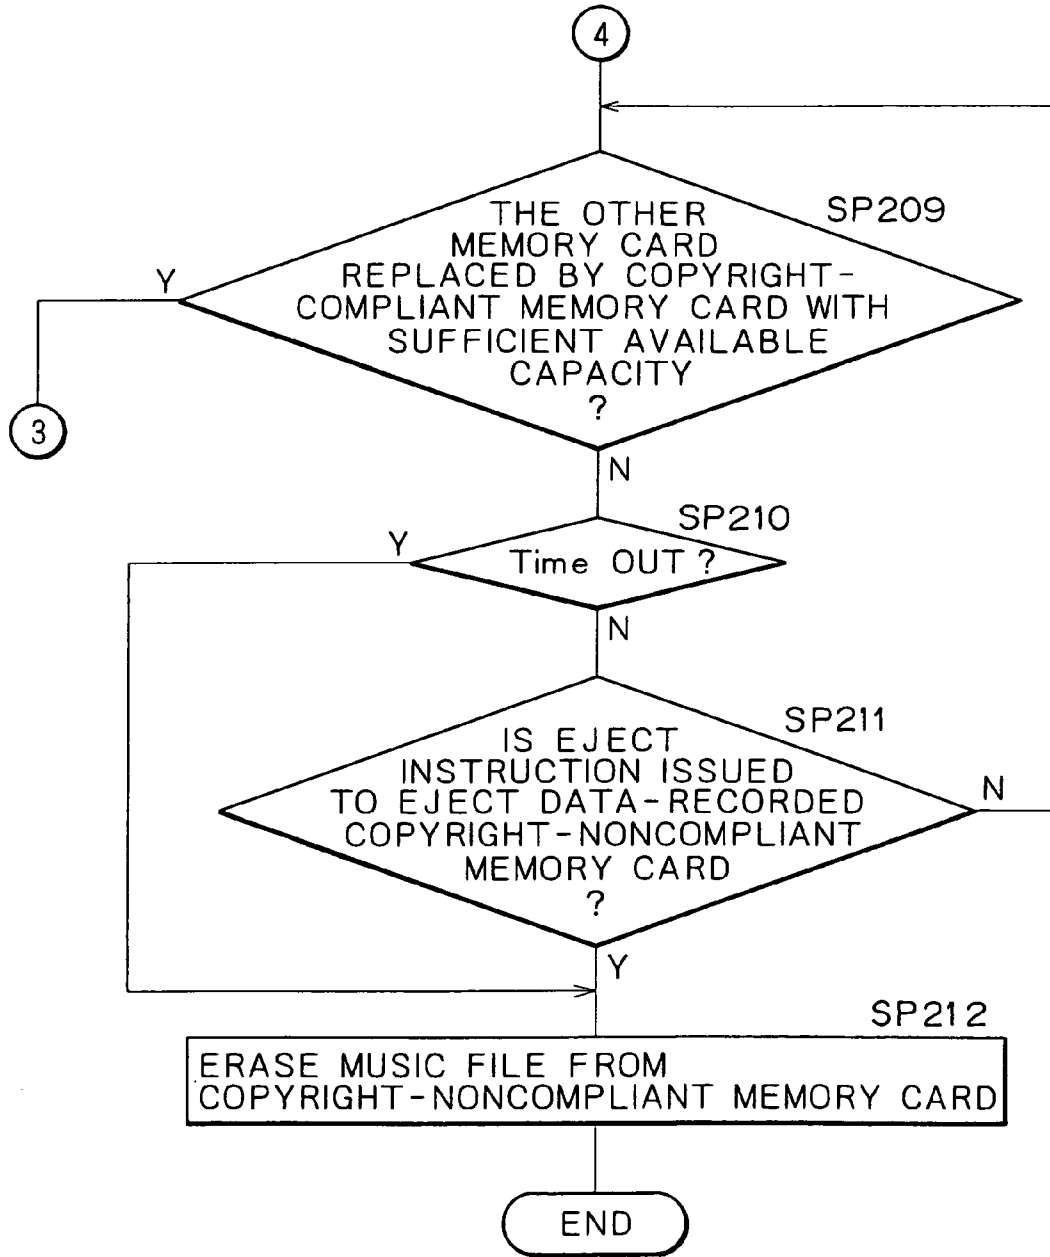 4
SP209
THE OTHER
MEMORY CARD
REPLACED BY COPYRIGHT-
COMPLIANT MEMORY CARD WITH
SUFFICIENT AVAILABLE
CAPACITY
?
Y
3
N
SP210
Y
Time OUT ?
N
SP211
IS EJECT
INSTRUCTION ISSUED
TO EJECT DATA-RECORDED
COPYRIGHT-NONCOMPLIANT
MEMORY CARD
?
N
Y
SP212
ERASE MUSIC FILE FROM
COPYRIGHT-NONCOMPLIANT MEMORY CARD
END